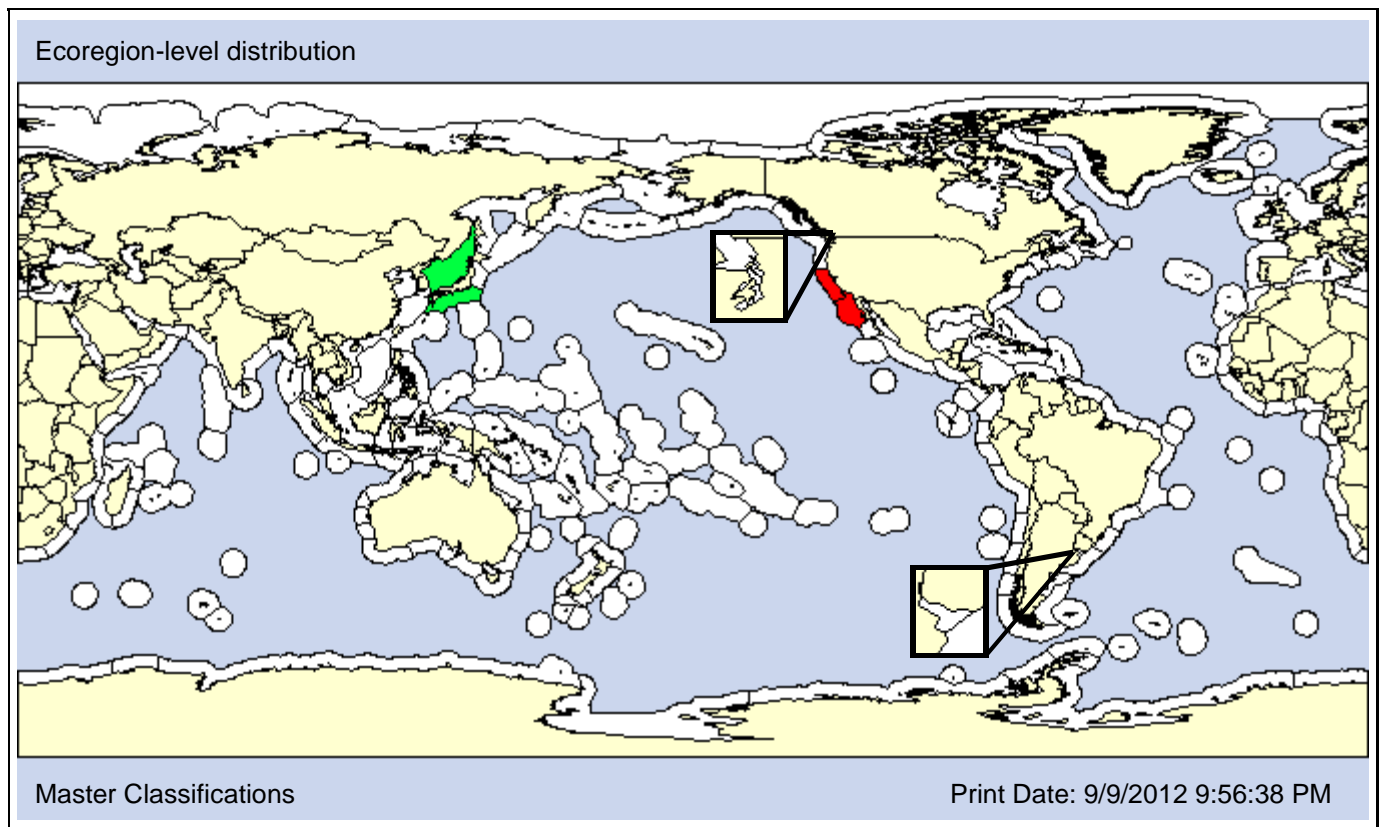 Ecoregion-level distribution
Master Classifications
Print Date: 9/9/2012 9:56:38 PM